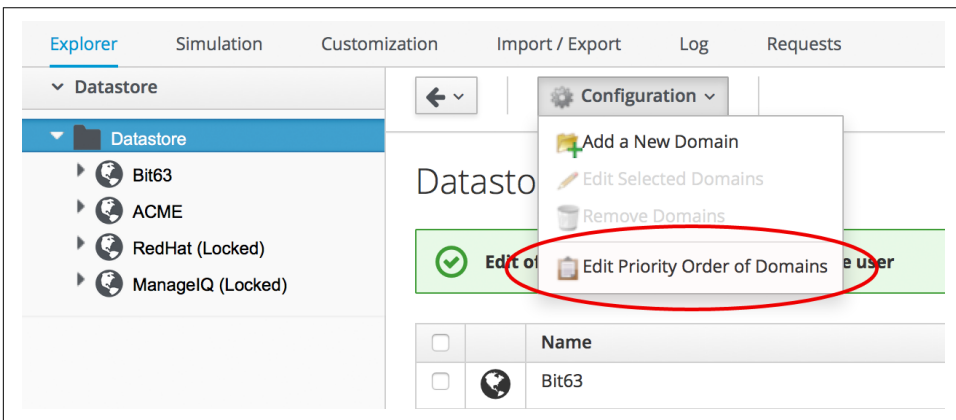 Explorer Simulation Customization Import / Export Log Requests
Datastore
Configuration
Datastore
Add a New Domain
Bit63
Edit Selected Domains
Datasto
ACME
Remove Domains
RedHat (Locked)
Edit of
Edit Priority Order of Domains
e user
ManageIQ (Locked)
Name
Bit63